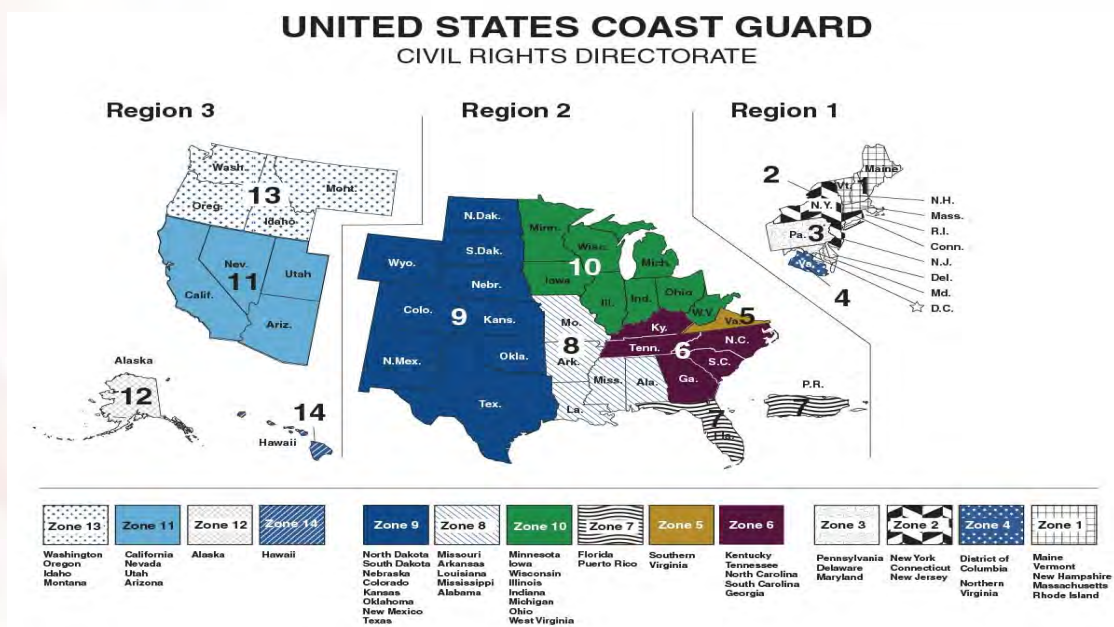 UNITED STATES COAST GUARD
CIVIL RIGHTS DIRECTORATE
Region 3
Region 2
Region 1
Wash.
Oreg.
13
Idaho
Mont.
Nev.
11
Utah
Calif.
Ariz.
Alaska
12
14
Hawaii
N.Dak.
S.Dak.
Wyo.
Nebr.
Colo.
9
Kans.
N.Mex.
Okla.
Tex.
Minn.
Wisc.
Mich.
10
Iowa
Ill.
Ind.
Ohio
W.V.
Mo.
8
Ark.
Miss.
Ala.
La.
Ky.
Va.
5
Tenn.
6
N.C.
S.C.
Ga.
7
Fla.
P.R.
7
2
Maine
Vt.
1
N.Y.
Pa.
3
Va.
4
N.H.
Mass.
R.I.
Conn.
N.J.
Del.
Md.
D.C.
Zone 13
Washington
Oregon
Idaho
Montana
Zone 11
California
Nevada
Utah
Arizona
Zone 12
Alaska
Zone 14
Hawaii
Zone 9
North Dakota
South Dakota
Nebraska
Colorado
Kansas
Oklahoma
New Mexico
Texas
Zone 8
Missouri
Arkansas
Louisiana
Mississippi
Alabama
Zone 10
Minnesota
Iowa
Wisconsin
Illinois
Indiana
Michigan
Ohio
West Virginia
Zone 7
Florida
Puerto Rico
Zone 5
Southern
Virginia
Zone 6
Kentucky
Tennessee
North Carolina
South Carolina
Georgia
Zone 3
Pennsylvania
Delaware
Maryland
Zone 2
New York
Connecticut
New Jersey
Zone 4
District of
Columbia
Northern
Virginia
Zone 1
Maine
Vermont
New Hampshire
Massachusetts
Rhode Island